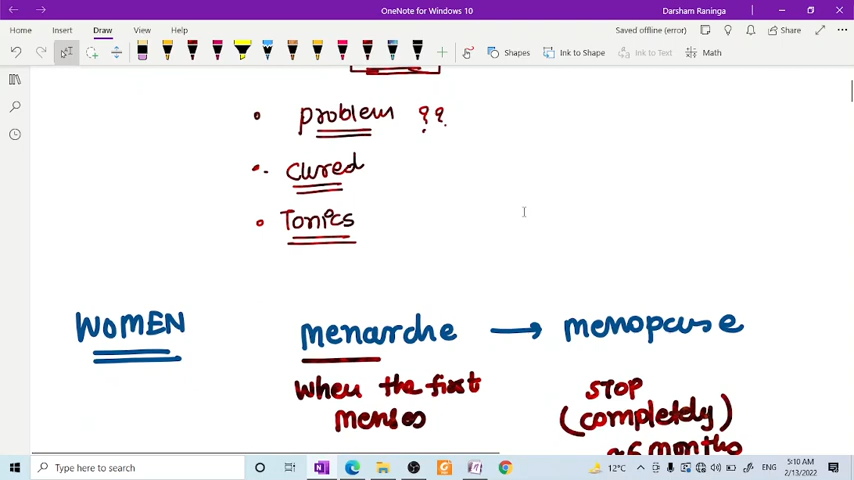 OneNote for Windows 10
Darsham Raninga
Home Insert Draw View Help
Saved offline (error) Share
Shapes Ink to Shape Ink to Text Math
• problem ??
• Cured
• Tonics
WOMEN menarche → menopause
When the first
menses
STOP
(completely)
6 months
Type here to search
12°C
ENG
5:10 AM
2/13/2022